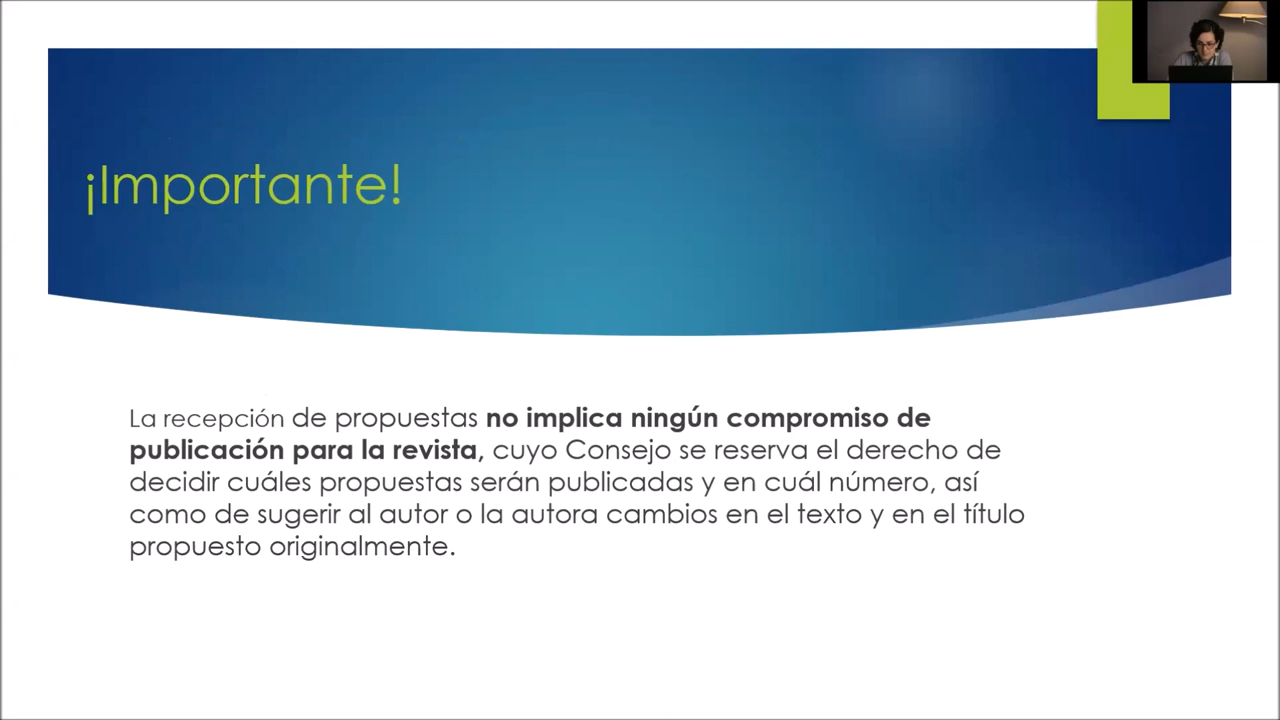 ¡Importante!
La recepción de propuestas no implica ningún compromiso de
publicación para la revista, cuyo Consejo se reserva el derecho de
decidir cuáles propuestas serán publicadas y en cuál número, así
como de sugerir al autor o la autora cambios en el texto y en el título
propuesto originalmente.